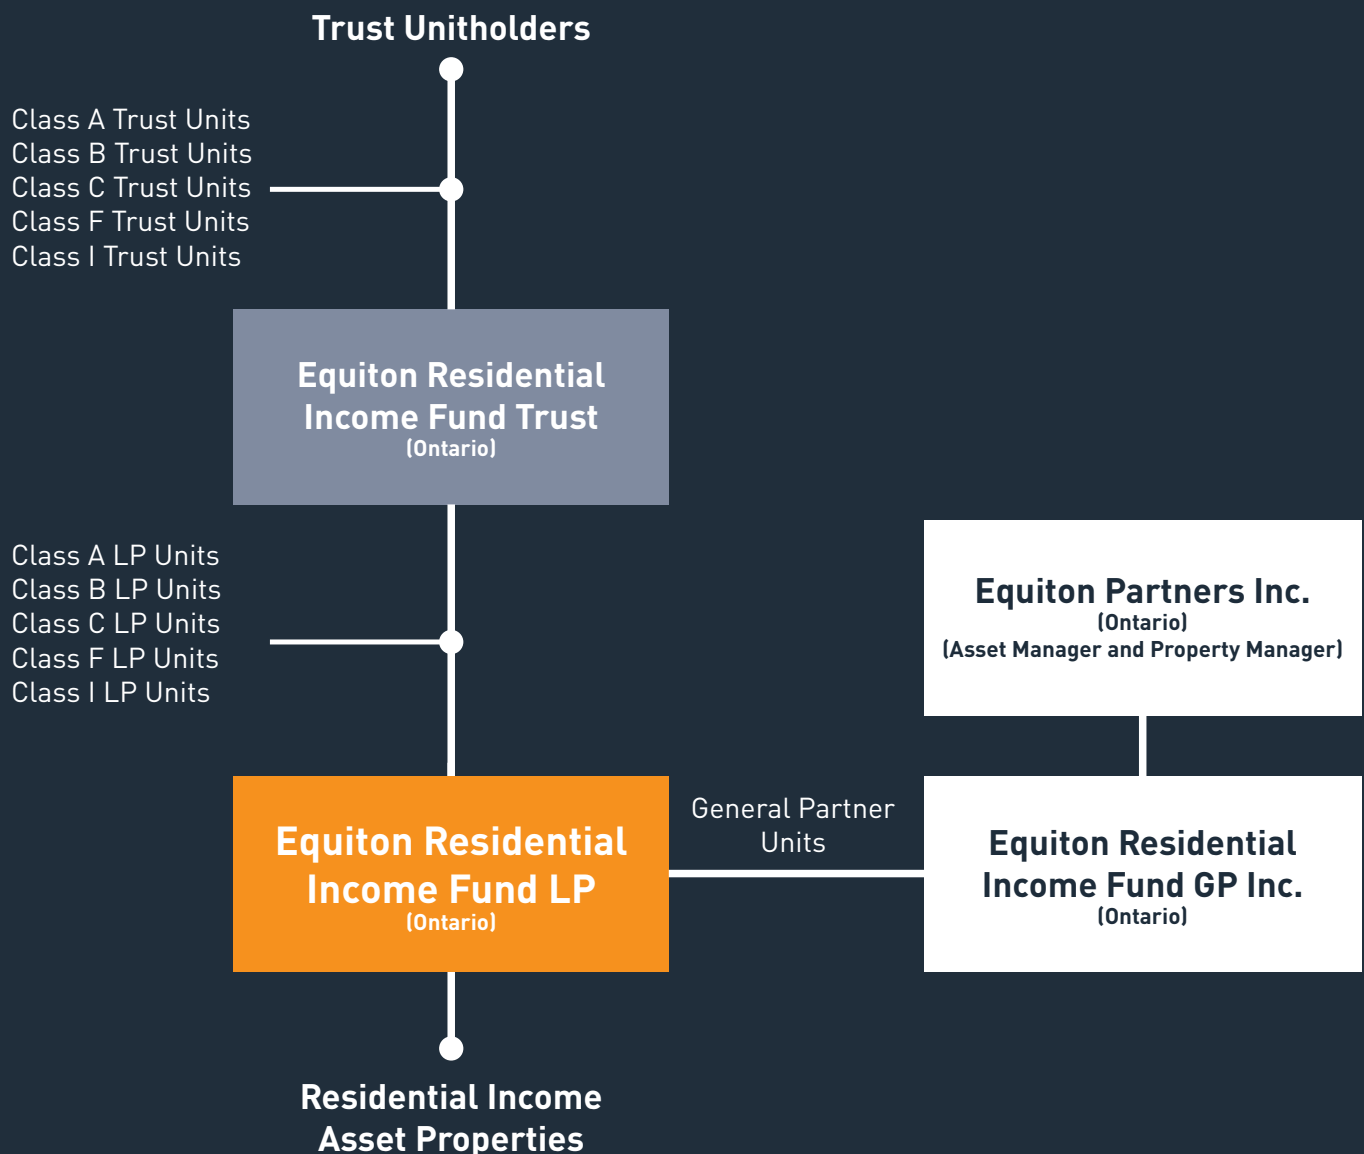 Trust Unitholders
Class A Trust Units
Class B Trust Units
Class C Trust Units
Class F Trust Units
Class I Trust Units
Equiton Residential
Income Fund Trust
(Ontario)
Class A LP Units
Class B LP Units
Class C LP Units
Class F LP Units
Class I LP Units
Equiton Partners Inc.
(Ontario)
(Asset Manager and Property Manager)
Equiton Residential
Income Fund LP
(Ontario)
General Partner
Units
Equiton Residential
Income Fund GP Inc.
(Ontario)
Residential Income
Asset Properties